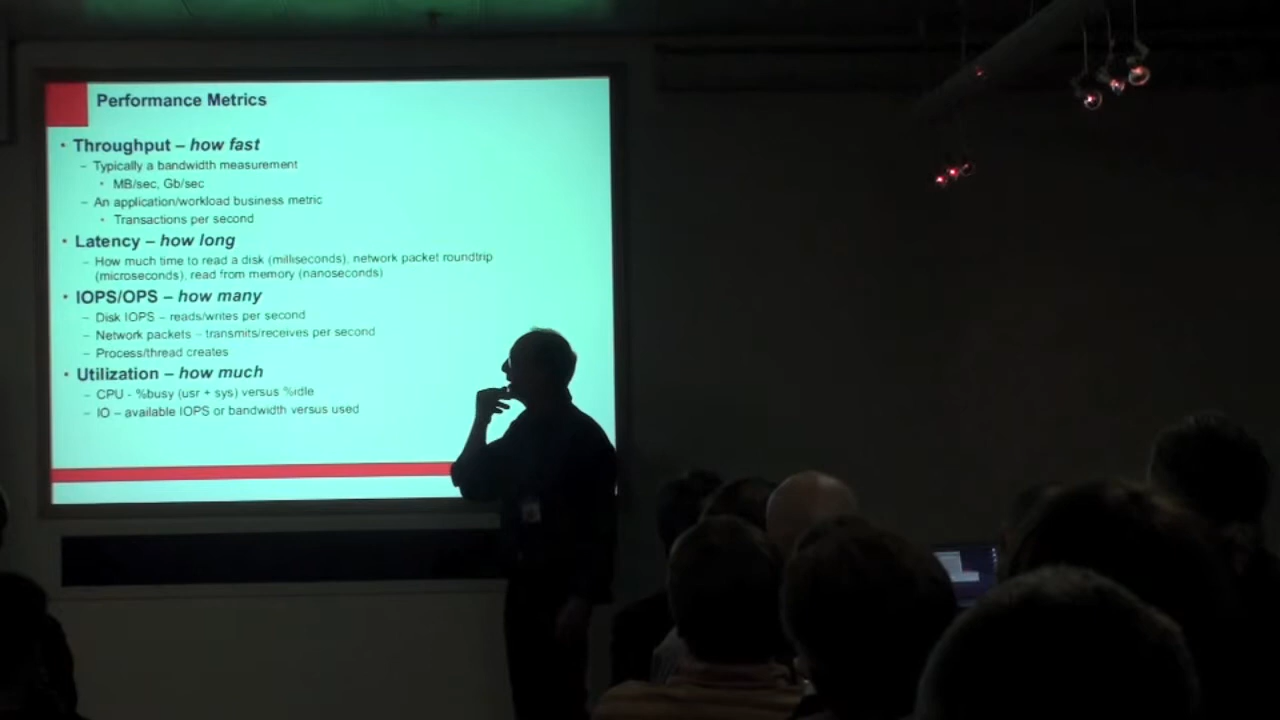 Performance Metrics
• Throughput – how fast
– Typically a bandwidth measurement
• MB/sec, Gb/sec
– An application/workload business metric
• Transactions per second
• Latency – how long
– How much time to read a disk (milliseconds), network packet roundtrip
(microseconds), read from memory (nanoseconds)
• IOPS/OPS – how many
– Disk IOPS – reads/writes per second
– Network packets – transmits/receives per second
– Process/thread creates
• Utilization – how much
– CPU - %busy (usr + sys) versus %idle
– IO – available IOPS or bandwidth versus used